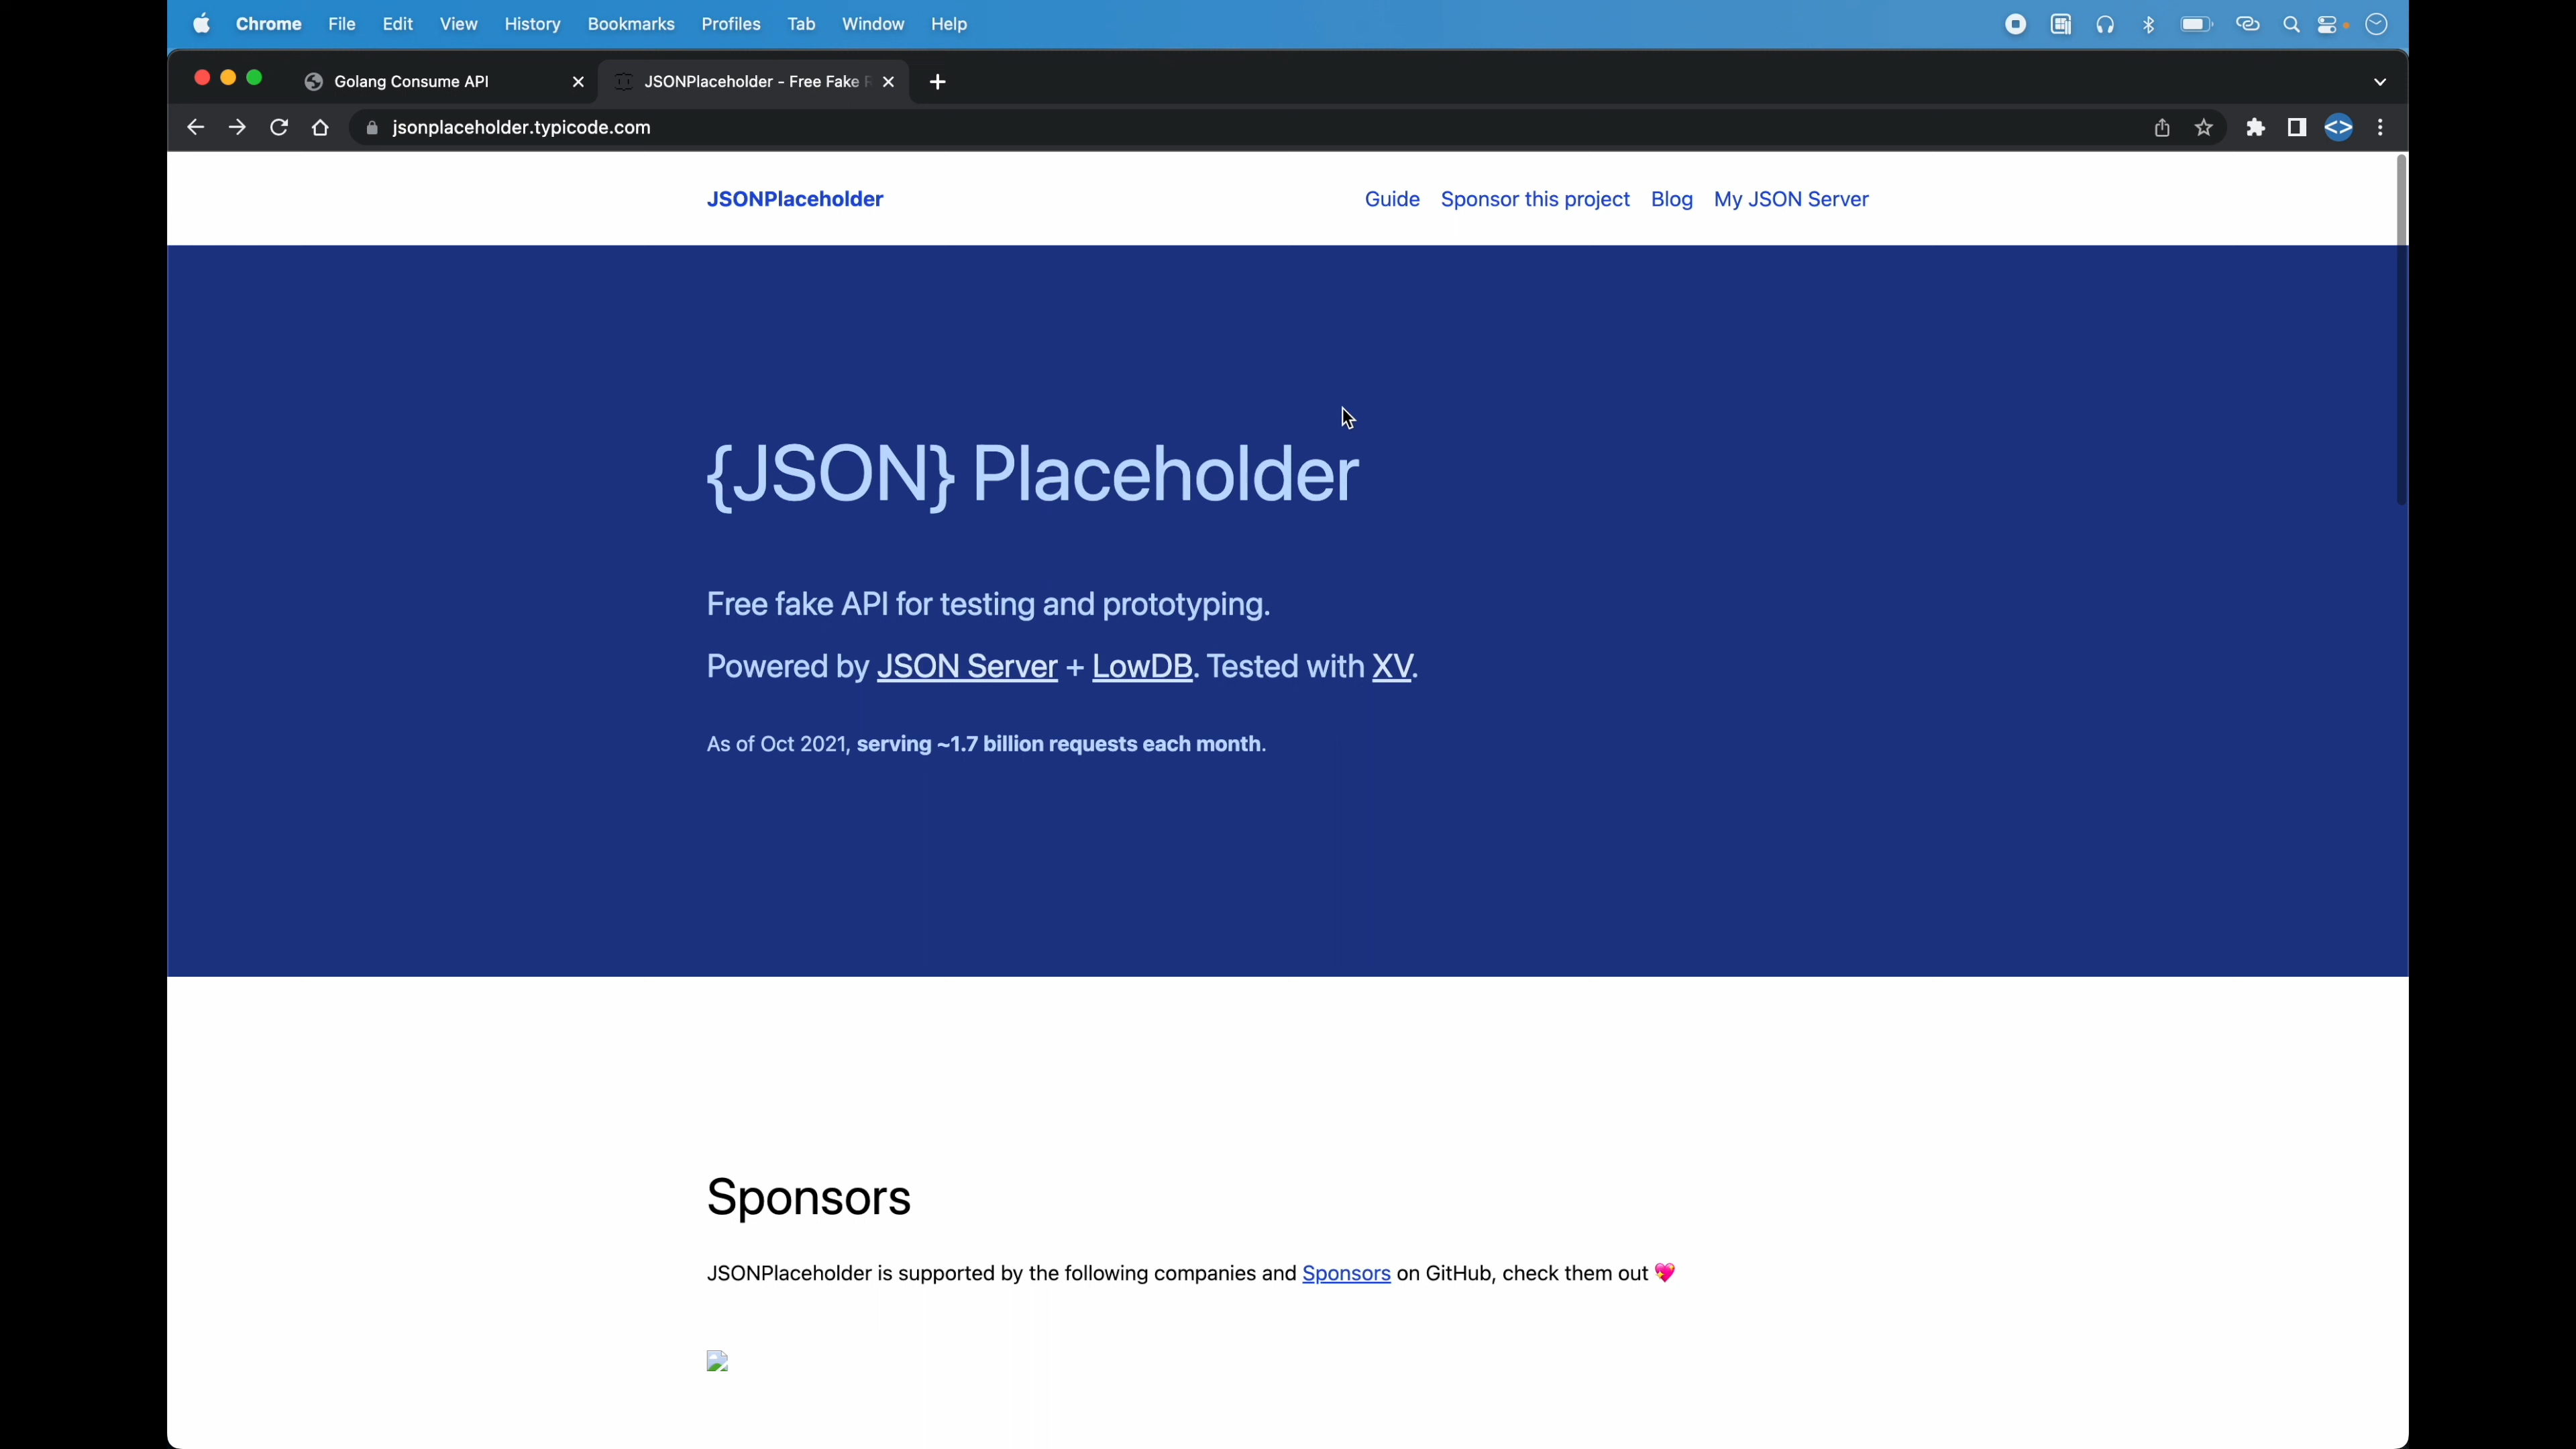 Chrome File Edit View History Bookmarks Profiles Tab Window Help
Golang Consume API
JSONPlaceholder - Free Fake
jsonplaceholder.typicode.com
JSONPlaceholder
Guide Sponsor this project Blog My JSON Server
{JSON} Placeholder
Free fake API for testing and prototyping.
Powered by JSON Server + LowDB. Tested with XV.
As of Oct 2021, serving ~1.7 billion requests each month.
Sponsors
JSONPlaceholder is supported by the following companies and Sponsors on GitHub, check them out 💖